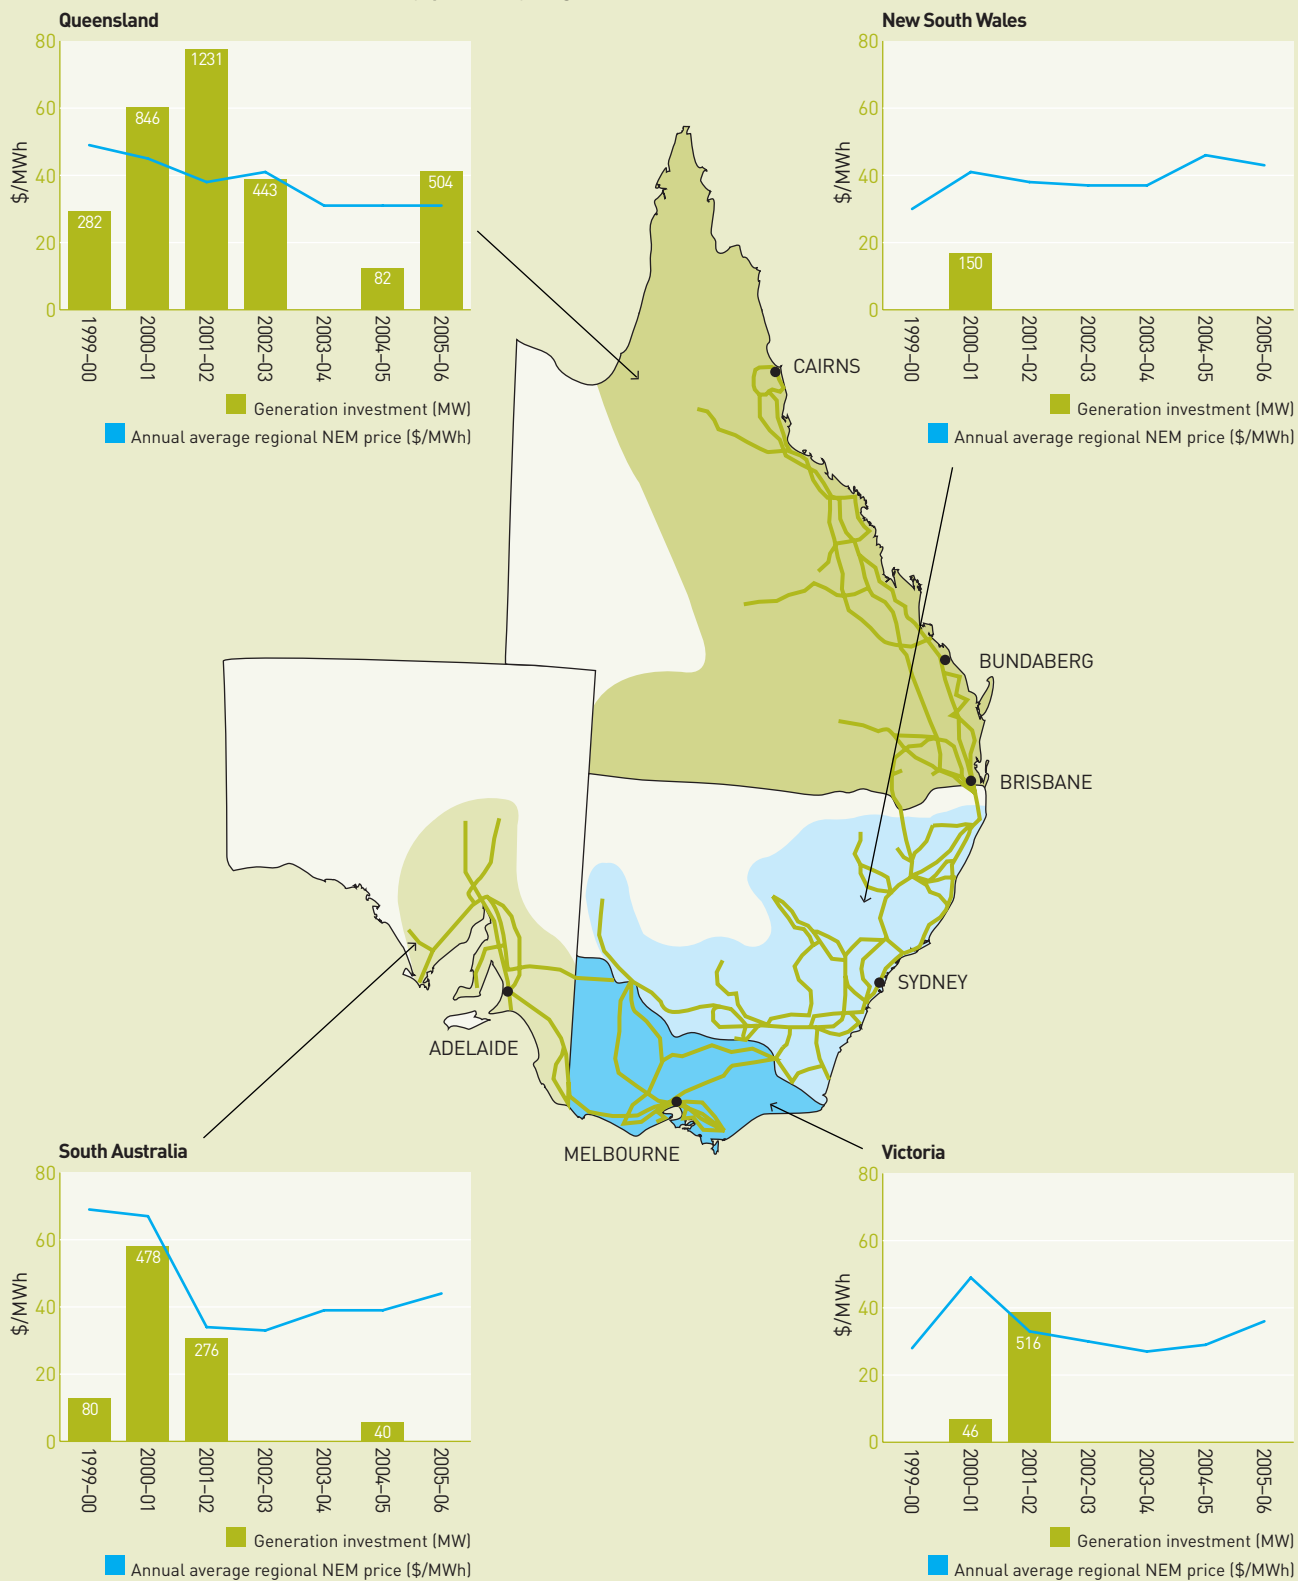 Queensland
$/MWh
80
60
40
20
0
282
846
1231
443
82
504
1999–00
2000–01
2001–02
2002–03
2003–04
2004–05
2005–06
Generation investment (MW)
Annual average regional NEM price ($/MWh)
New South Wales
$/MWh
80
60
40
20
0
150
1999–00
2000–01
2001–02
2002–03
2003–04
2004–05
2005–06
Generation investment (MW)
Annual average regional NEM price ($/MWh)
CAIRNS
BUNDABERG
BRISBANE
SYDNEY
ADELAIDE
MELBOURNE
South Australia
$/MWh
80
60
40
20
0
80
478
276
40
1999–00
2000–01
2001–02
2002–03
2003–04
2004–05
2005–06
Generation investment (MW)
Annual average regional NEM price ($/MWh)
Victoria
$/MWh
80
60
40
20
0
46
516
1999–00
2000–01
2001–02
2002–03
2003–04
2004–05
2005–06
Generation investment (MW)
Annual average regional NEM price ($/MWh)